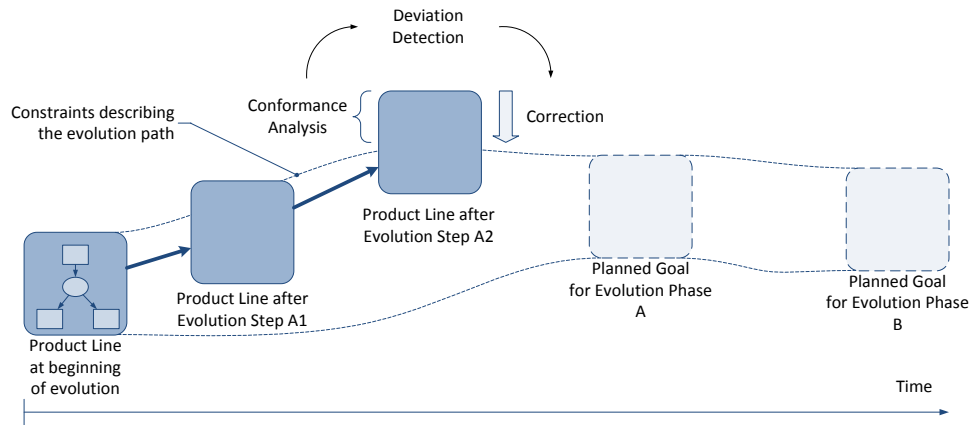 Deviation
Detection
Constraints describing
the evolution path
Conformance
Analysis
Correction
Product Line after
Evolution Step A2
Product Line after
Evolution Step A1
Product Line
at beginning
of evolution
Planned Goal
for Evolution Phase
A
Planned Goal
for Evolution Phase
B
Time